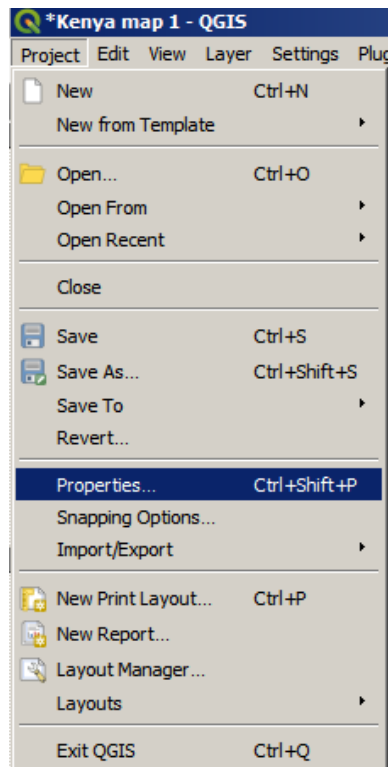 *Kenya map 1 - QGIS
Project Edit View Layer Settings
New Ctrl+N
New from Template
Open... Ctrl+O
Open From
Open Recent
Close
Save Ctrl+S
Save As... Ctrl+Shift+S
Save To
Revert...
Properties... Ctrl+Shift+P
Snapping Options...
Import/Export
New Print Layout... Ctrl+P
New Report...
Layout Manager...
Layouts
Exit QGIS Ctrl+Q